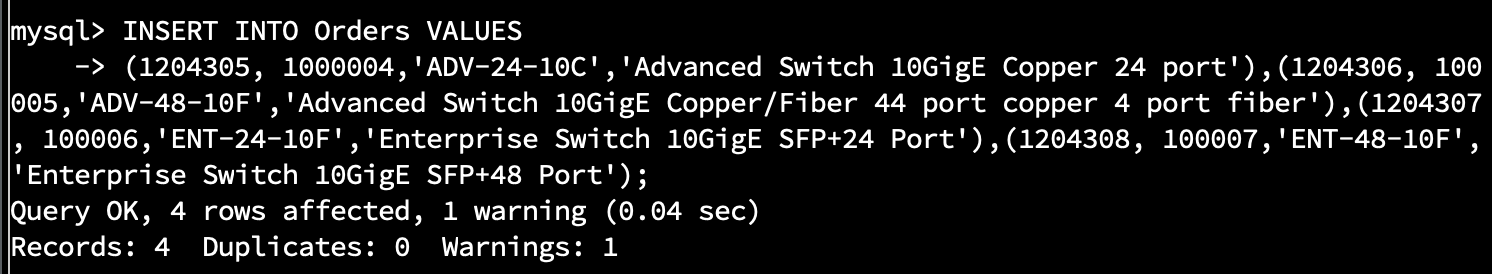 mysql> INSERT INTO Orders VALUES
    -> (1204305, 1000004,'ADV-24-10C','Advanced Switch 10GigE Copper 24 port'),(1204306, 100
005,'ADV-48-10F','Advanced Switch 10GigE Copper/Fiber 44 port copper 4 port fiber'),(1204307
, 100006,'ENT-24-10F','Enterprise Switch 10GigE SFP+24 Port'),(1204308, 100007,'ENT-48-10F',
'Enterprise Switch 10GigE SFP+48 Port');
Query OK, 4 rows affected, 1 warning (0.04 sec)
Records: 4  Duplicates: 0  Warnings: 1